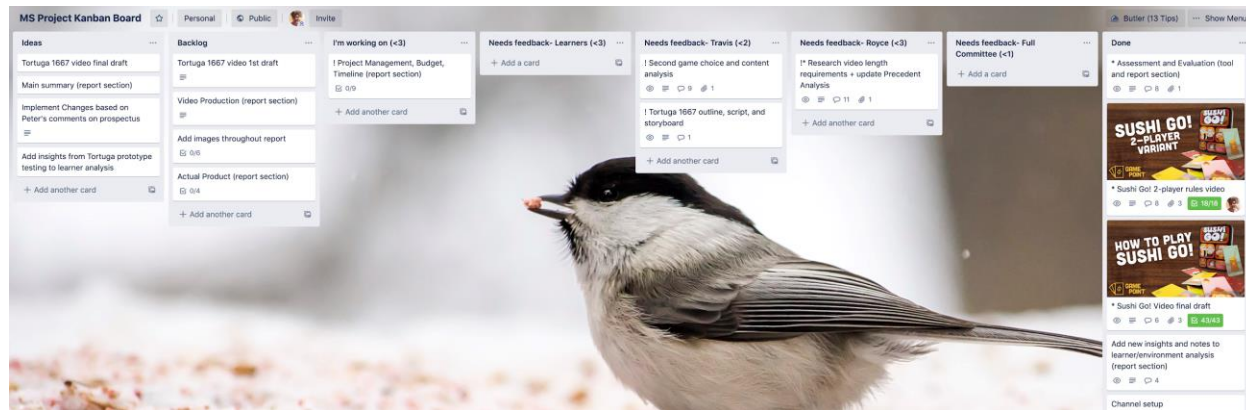 MS Project Kanban Board
Personal
Public
Invite
Butler (13 Tips)
Show Menu
Ideas
Tortuga 1667 video final draft
Main summary (report section)
Implement Changes based on
Peter's comments on prospectus
Add insights from Tortuga prototype
testing to learner analysis
+ Add another card
Backlog
Tortuga 1667 video 1st draft
Video Production (report section)
Add images throughout report
0/6
Actual Product (report section)
0/4
+ Add another card
I'm working on (<3)
! Project Management, Budget,
Timeline (report section)
0/9
+ Add another card
Needs feedback- Learners (<3)
+ Add a card
Needs feedback- Travis (<2)
! Second game choice and content
analysis
9 1
! Tortuga 1667 outline, script, and
storyboard
1
+ Add another card
Needs feedback- Royce (<3)
!* Research video length
requirements + update Precedent
Analysis
11 1
+ Add another card
Needs feedback- Full
Committee (<1)
+ Add a card
Done
* Assessment and Evaluation (tool
and report section)
8 1
SUSHI GO!
2-PLAYER
VARIANT
GAME
POINT
* Sushi Go! 2-player rules video
8 3 18/18
HOW TO PLAY
SUSHI GO!
GAME
POINT
* Sushi Go! Video final draft
6 3 43/43
Add new insights and notes to
learner/environment analysis
(report section)
4
Channel setup